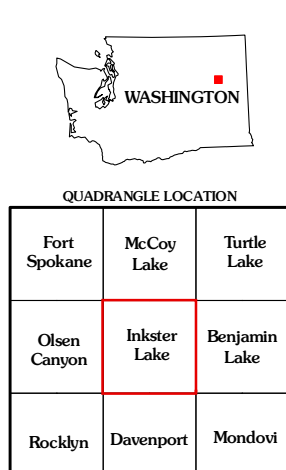 WASHINGTON
QUADRANGLE LOCATION
Fort
Spokane
McCoy
Lake
Turtle
Lake
Olsen
Canyon
Inkster
Lake
Benjamin
Lake
Rocklyn
Davenport
Mondovi